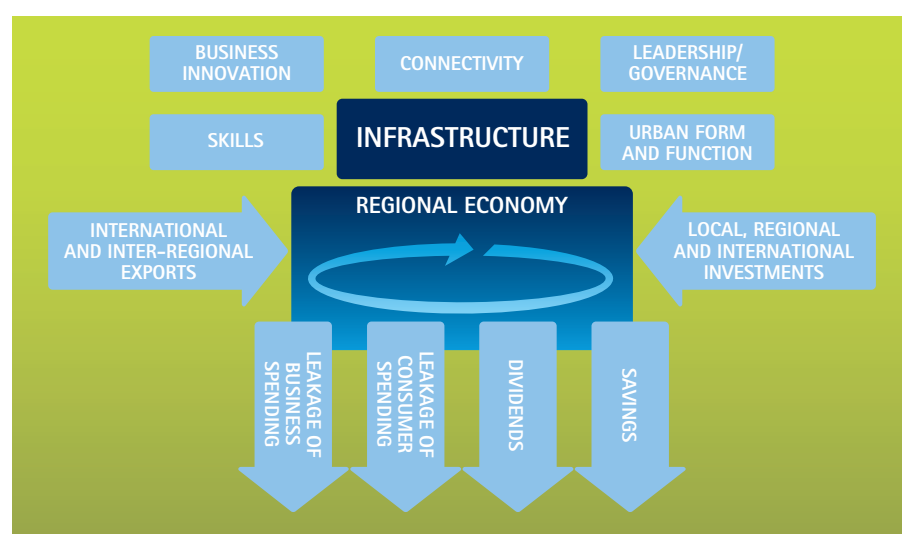 BUSINESS
INNOVATION
CONNECTIVITY
LEADERSHIP/
GOVERNANCE
SKILLS
INFRASTRUCTURE
URBAN FORM
AND FUNCTION
REGIONAL ECONOMY
INTERNATIONAL
AND INTER-REGIONAL
EXPORTS
LOCAL, REGIONAL
AND INTERNATIONAL
INVESTMENTS
LEAKAGE OF
BUSINESS
SPENDING
LEAKAGE OF
CONSUMER
SPENDING
DIVIDENDS
SAVINGS